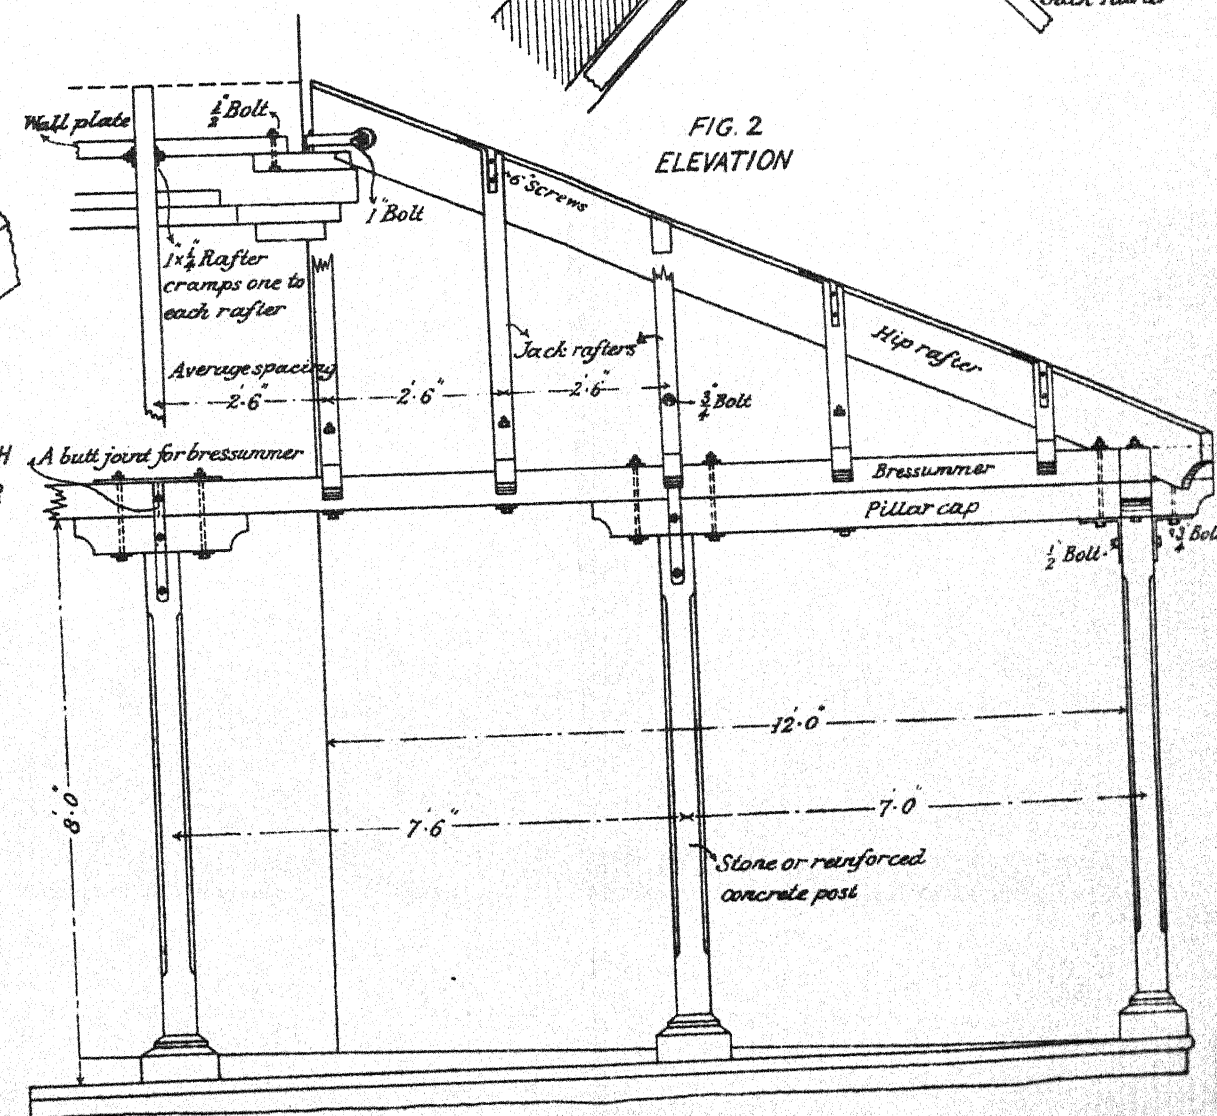 FIG. 2
ELEVATION
Wall plate
½" Bolt
6" Screws
1" Bolt
1"×¼" Rafter
cramps one to
each rafter
Jack rafters
Hip rafter
Average spacing
2'·6"
2'·6"
2'·6"
¾" Bolt
H
A butt joint for bressummer
Bressummer
Pillar cap
½" Bolt
¾" Bolt
12'·0"
8'·0"
7'·6"
7'·0"
Stone or reinforced
concrete post